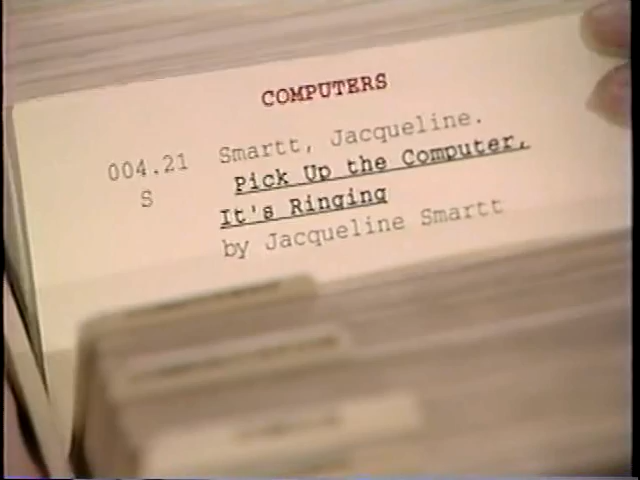 COMPUTERS
004.21 Smartt, Jacqueline.
S Pick Up the Computer,
It's Ringing
by Jacqueline Smartt